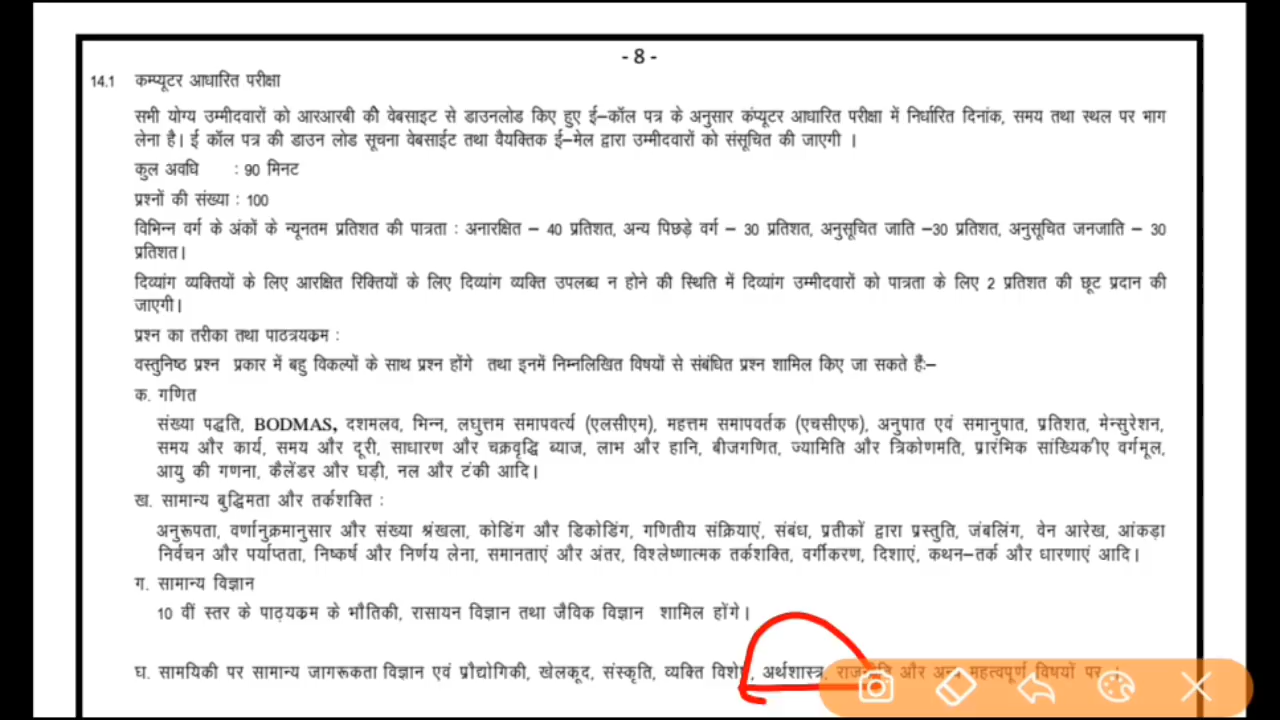 - 8 -
14.1 कम्प्यूटर आधारित परीक्षा
सभी योग्य उम्मीदवारों को आरआरबी की वेबसाइट से डाउनलोड किए हुए ई–कॉल पत्र के अनुसार कंप्यूटर आधारित परीक्षा में निर्धारित दिनांक, समय तथा स्थल पर भाग
लेना है। ई कॉल पत्र की डाउन लोड सूचना वेबसाईट तथा वैयक्तिक ई–मेल द्वारा उम्मीदवारों को संसूचित की जाएगी ।
कुल अवधि : 90 मिनट
प्रश्नों की संख्या : 100
विभिन्न वर्ग के अंकों के न्यूनतम प्रतिशत की पात्रता : अनारक्षित – 40 प्रतिशत, अन्य पिछड़े वर्ग – 30 प्रतिशत, अनुसूचित जाति –30 प्रतिशत, अनुसूचित जनजाति – 30
प्रतिशत।
दिव्यांग व्यक्तियों के लिए आरक्षित रिक्तियों के लिए दिव्यांग व्यक्ति उपलब्ध न होने की स्थिति में दिव्यांग उम्मीदवारों को पात्रता के लिए 2 प्रतिशत की छूट प्रदान की
जाएगी।
प्रश्न का तरीका तथा पाठत्र्यक्रम :
वस्तुनिष्ठ प्रश्न प्रकार में बहु विकल्पों के साथ प्रश्न होंगे तथा इनमें निम्नलिखित विषयों से संबंधित प्रश्न शामिल किए जा सकते हैः–
क. गणित
संख्या पद्धति, BODMAS, दशमलव, भिन्न, लघुत्तम समापवर्त्य (एलसीएम), महत्तम समापवर्तक (एचसीएफ), अनुपात एवं समानुपात, प्रतिशत, मेन्सुरेशन,
समय और कार्य, समय और दूरी, साधारण और चक्रवृद्धि ब्याज, लाभ और हानि, बीजगणित, ज्यामिति और त्रिकोणमति, प्रारंभिक सांख्यिकीए वर्गमूल,
आयु की गणना, कैलेंडर और घड़ी, नल और टंकी आदि।
ख. सामान्य बुद्धिमता और तर्कशक्ति :
अनुरूपता, वर्णानुक्रमानुसार और संख्या श्रंखला, कोडिंग और डिकोडिंग, गणितीय संक्रियाएं, संबंध, प्रतीकों द्वारा प्रस्तुति, जंबलिंग, वेन आरेख, आंकड़ा
निर्वचन और पर्याप्तता, निष्कर्ष और निर्णय लेना, समानताएं और अंतर, विश्लेष्णात्मक तर्कशक्ति, वर्गीकरण, दिशाएं, कथन–तर्क और धारणाएं आदि।
ग. सामान्य विज्ञान
10 वीं स्तर के पाठ्यक्रम के भौतिकी, रासायन विज्ञान तथा जैविक विज्ञान शामिल होंगे।
घ. सामयिकी पर सामान्य जागरूकता विज्ञान एवं प्रौद्योगिकी, खेलकूद, संस्कृति, व्यक्ति विशेष, अर्थशास्त्र, और अन्य महत्वपूर्ण विषयों पर ।